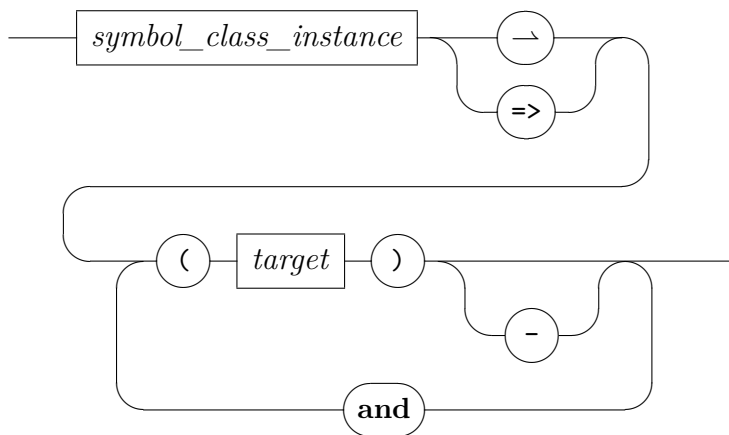 symbol_class_instance ⇀
=>
( target )
-
and